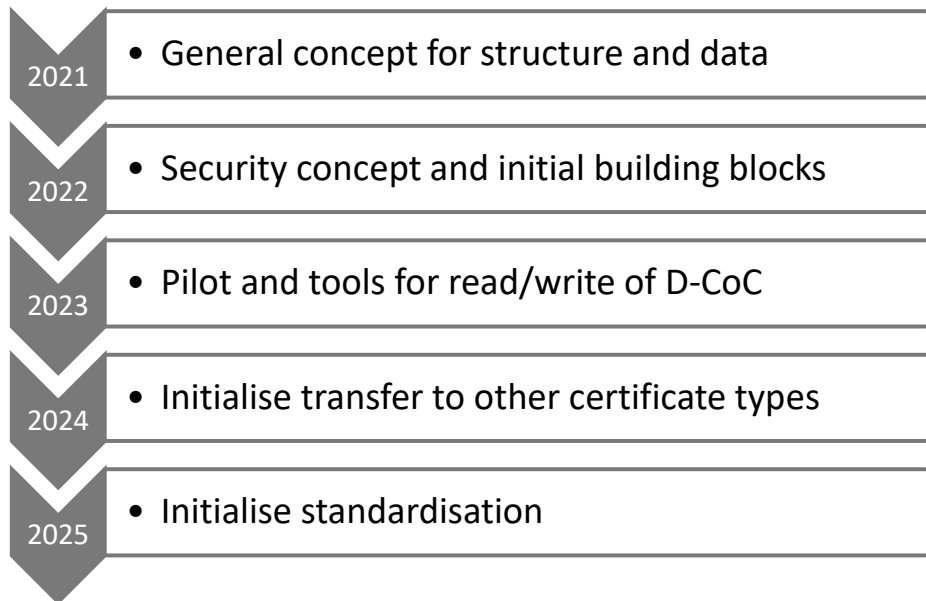 2021
• General concept for structure and data
2022
• Security concept and initial building blocks
2023
• Pilot and tools for read/write of D-CoC
2024
• Initialise transfer to other certificate types
2025
• Initialise standardisation